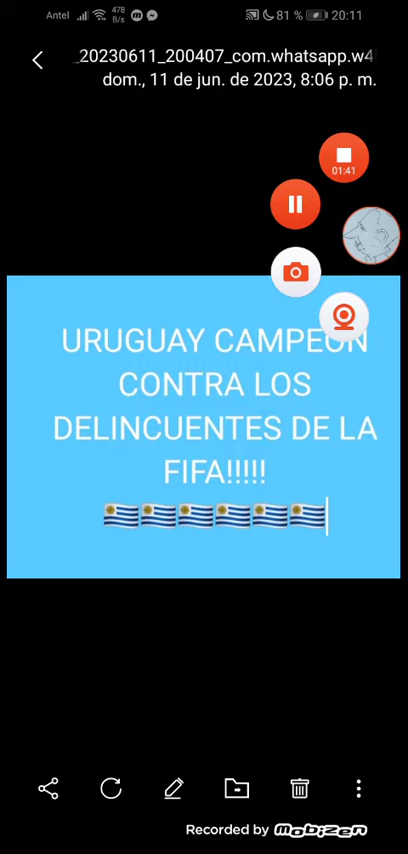 Antel 478 B/s 81 % 20:11
_20230611_200407_com.whatsapp.w4
dom., 11 de jun. de 2023, 8:06 p. m.
01:41
URUGUAY CAMPEON
CONTRA LOS
DELINCUENTES DE LA
FIFA!!!!!
🇺🇾🇺🇾🇺🇾🇺🇾🇺🇾🇺🇾
Recorded by Mobizen